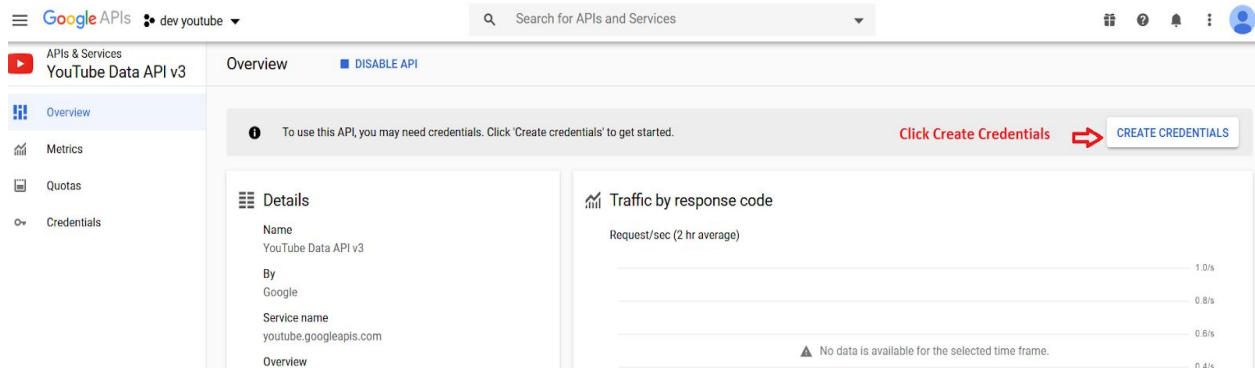 Google APIs
dev youtube
Search for APIs and Services
APIs & Services
YouTube Data API v3
Overview
DISABLE API
Overview
Metrics
Quotas
Credentials
To use this API, you may need credentials. Click 'Create credentials' to get started.
Click Create Credentials
CREATE CREDENTIALS
Details
Name
YouTube Data API v3
By
Google
Service name
youtube.googleapis.com
Overview
Traffic by response code
Request/sec (2 hr average)
1.0/s
0.8/s
0.6/s
No data is available for the selected time frame.
0.4/s